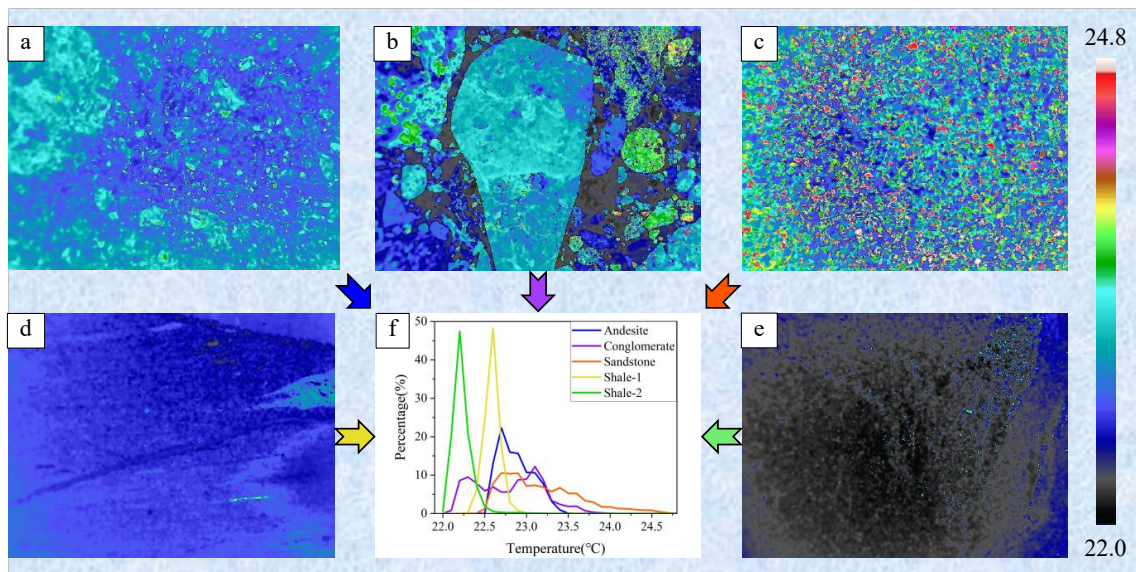 a
b
c
24.8
d
f
e
50
40
30
20
10
0
Percentage(%)
Andesite
Conglomerate
Sandstone
Shale-1
Shale-2
22.0 22.5 23.0 23.5 24.0 24.5
Temperature(℃)
22.0